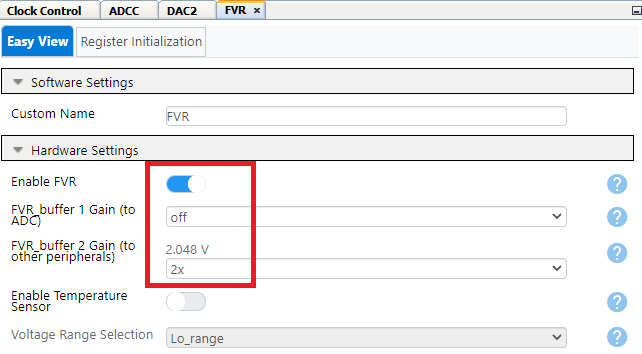 Clock Control ADCC DAC2 FVR ×
Easy View Register Initialization
Software Settings
Custom Name FVR
Hardware Settings
Enable FVR ?
FVR_buffer 1 Gain (to
ADC) off ?
FVR_buffer 2 Gain (to
other peripherals) 2.048 V ?
2x
Enable Temperature
Sensor ?
Voltage Range Selection Lo_range ?